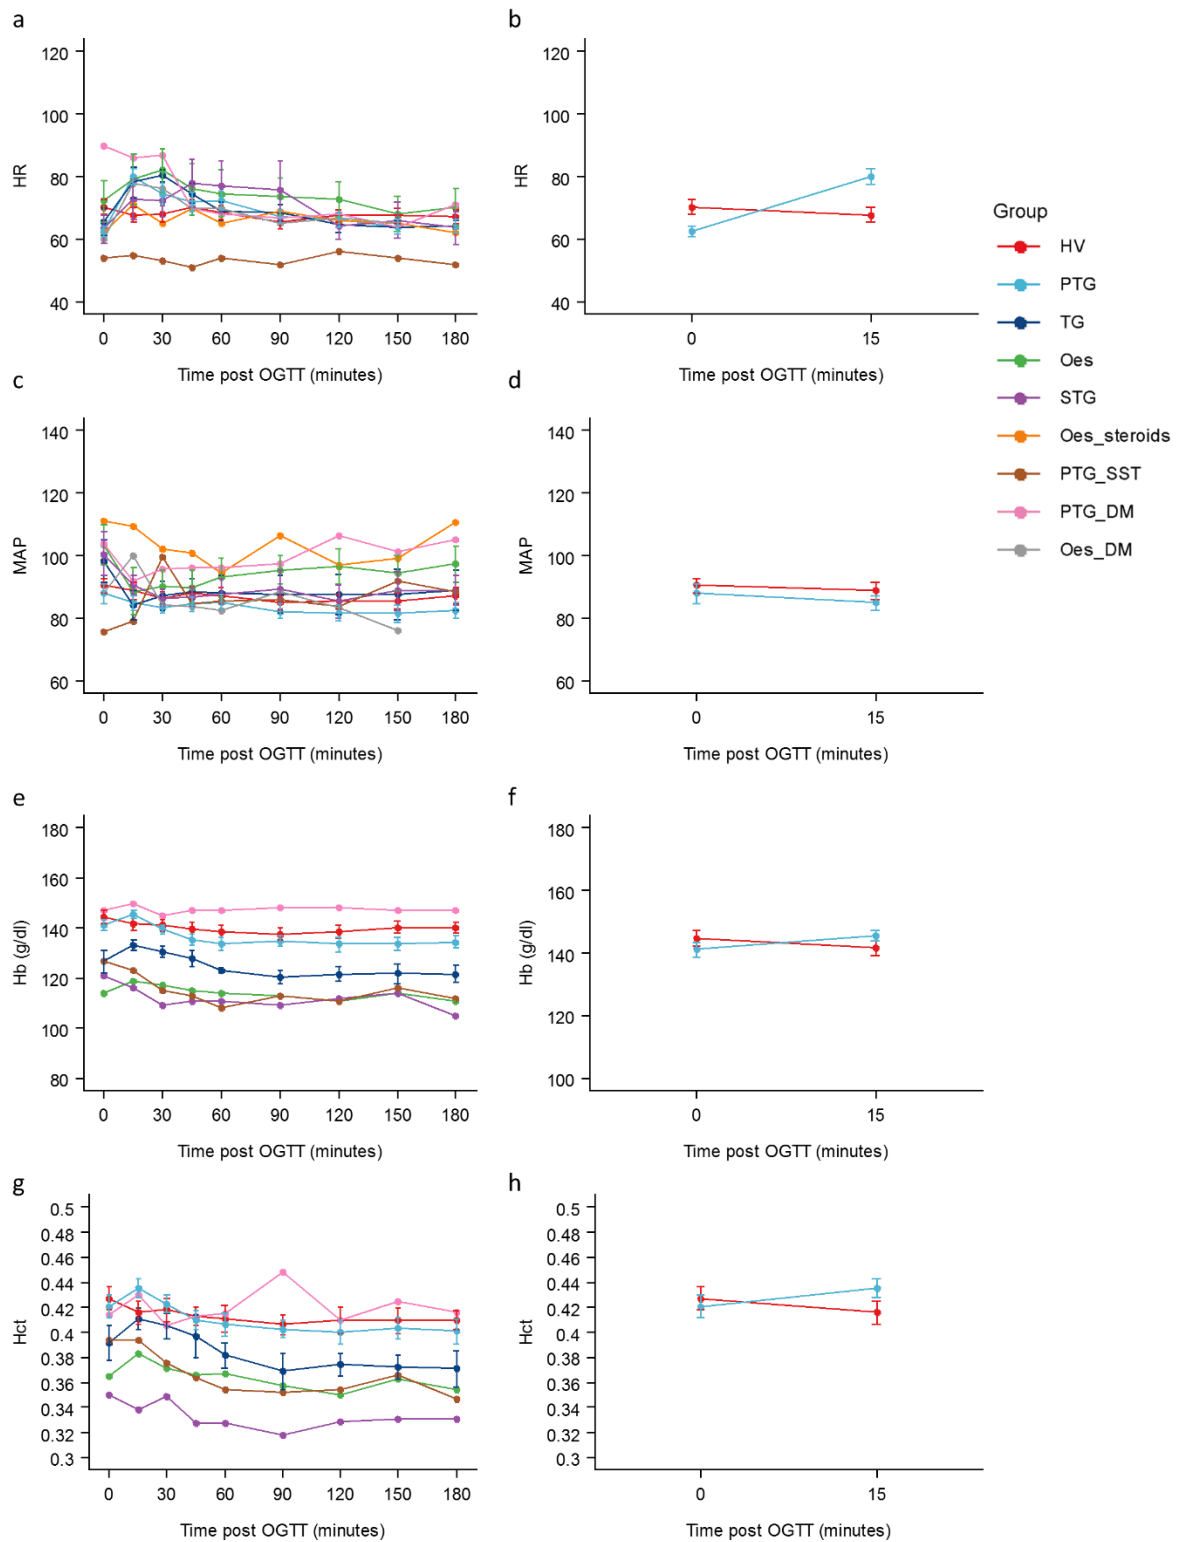 a
120
100
80
60
40
HR
0 15 30 60 90 120 150 180
Time post OGTT (minutes)
b
120
100
80
60
40
HR
0 15
Time post OGTT (minutes)
Group
HV
PTG
TG
Oes
STG
Oes_steroids
PTG_SST
PTG_DM
Oes_DM
c
140
120
100
80
60
MAP
0 15 30 60 90 120 150 180
Time post OGTT (minutes)
d
140
120
100
80
60
MAP
0 15
Time post OGTT (minutes)
e
180
160
140
120
100
80
Hb (g/dl)
0 30 60 90 120 150 180
Time post OGTT (minutes)
f
180
160
140
120
100
Hb (g/dl)
0 15
Time post OGTT (minutes)
g
0.5
0.48
0.46
0.44
0.42
0.4
0.38
0.36
0.34
0.32
0.3
Hct
0 30 60 90 120 150 180
Time post OGTT (minutes)
h
0.5
0.48
0.46
0.44
0.42
0.4
0.38
0.36
0.34
0.32
0.3
Hct
0 15
Time post OGTT (minutes)